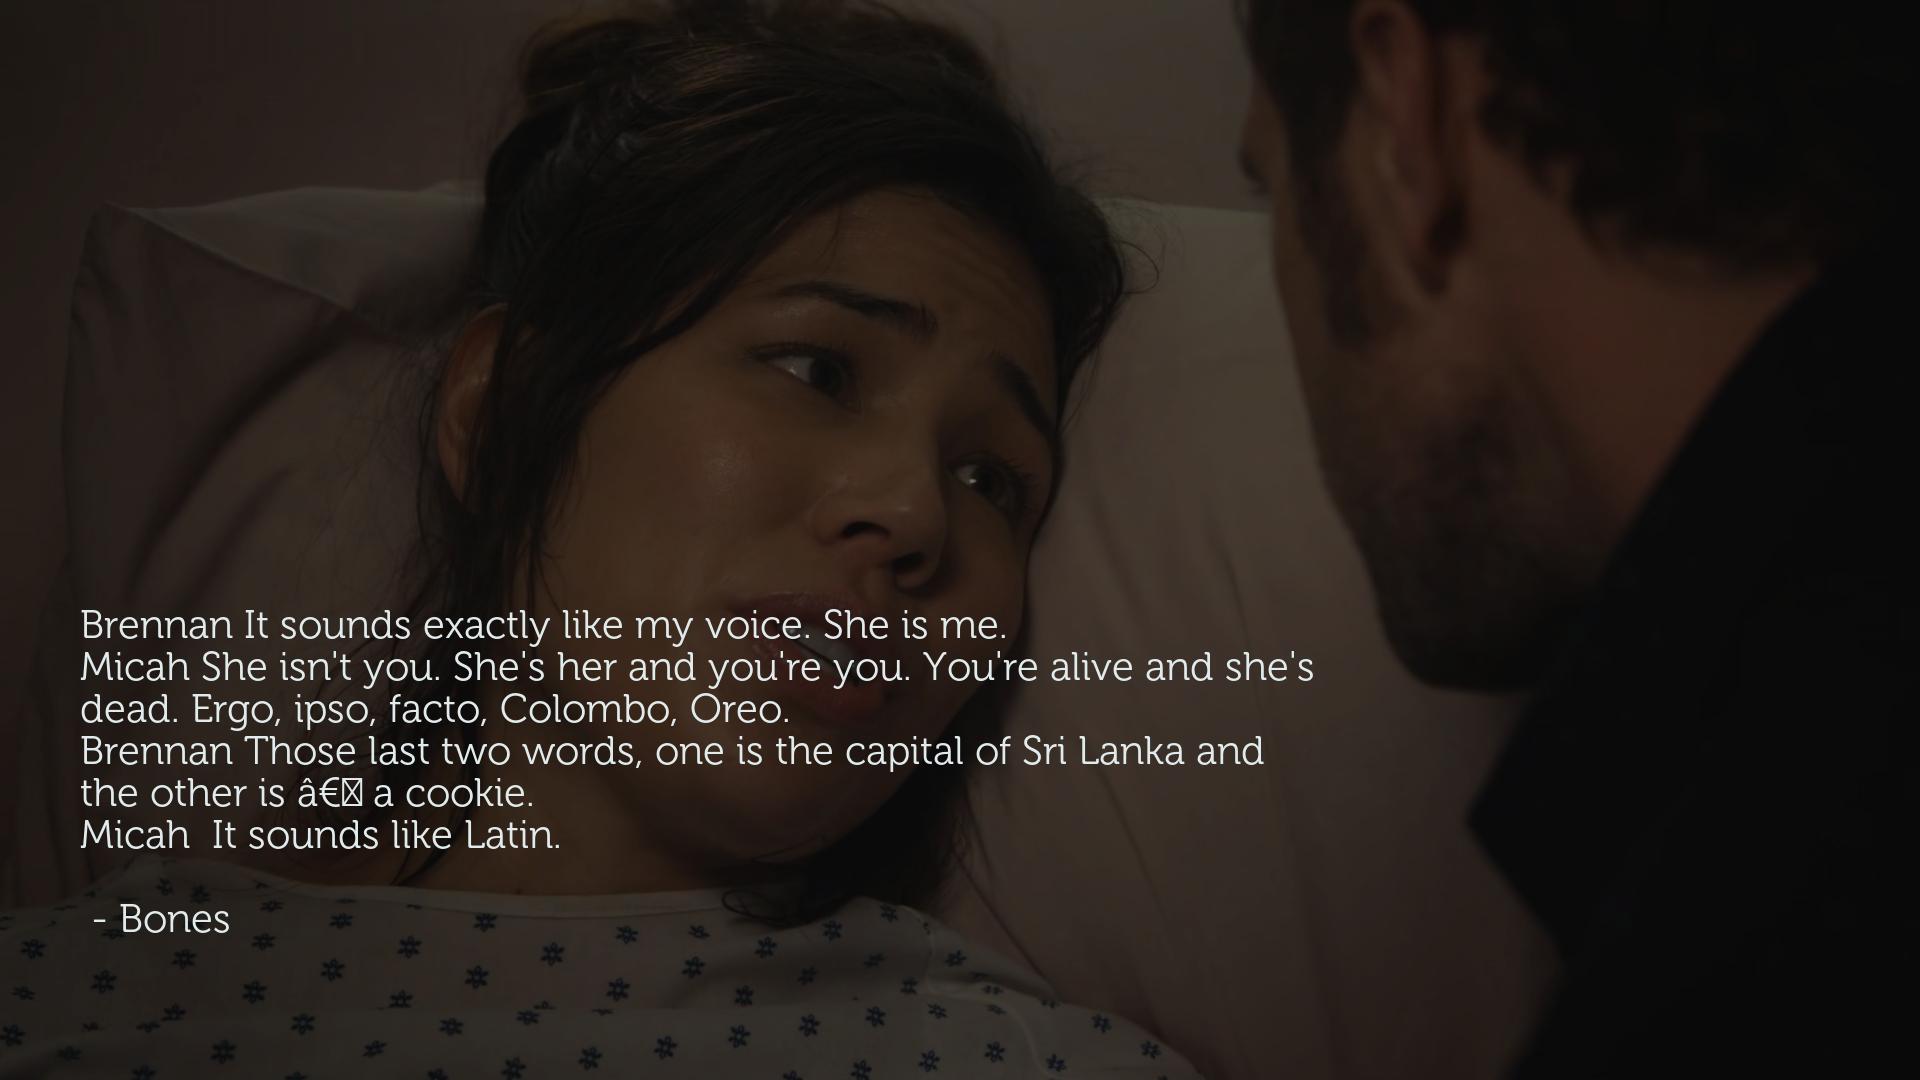 Brennan It sounds exactly like my voice. She is me.
Micah She isn't you. She's her and you're you. You're alive and she's
dead. Ergo, ipso, facto, Colombo, Oreo.
Brennan Those last two words, one is the capital of Sri Lanka and
the other is â€ a cookie.
Micah  It sounds like Latin.
- Bones